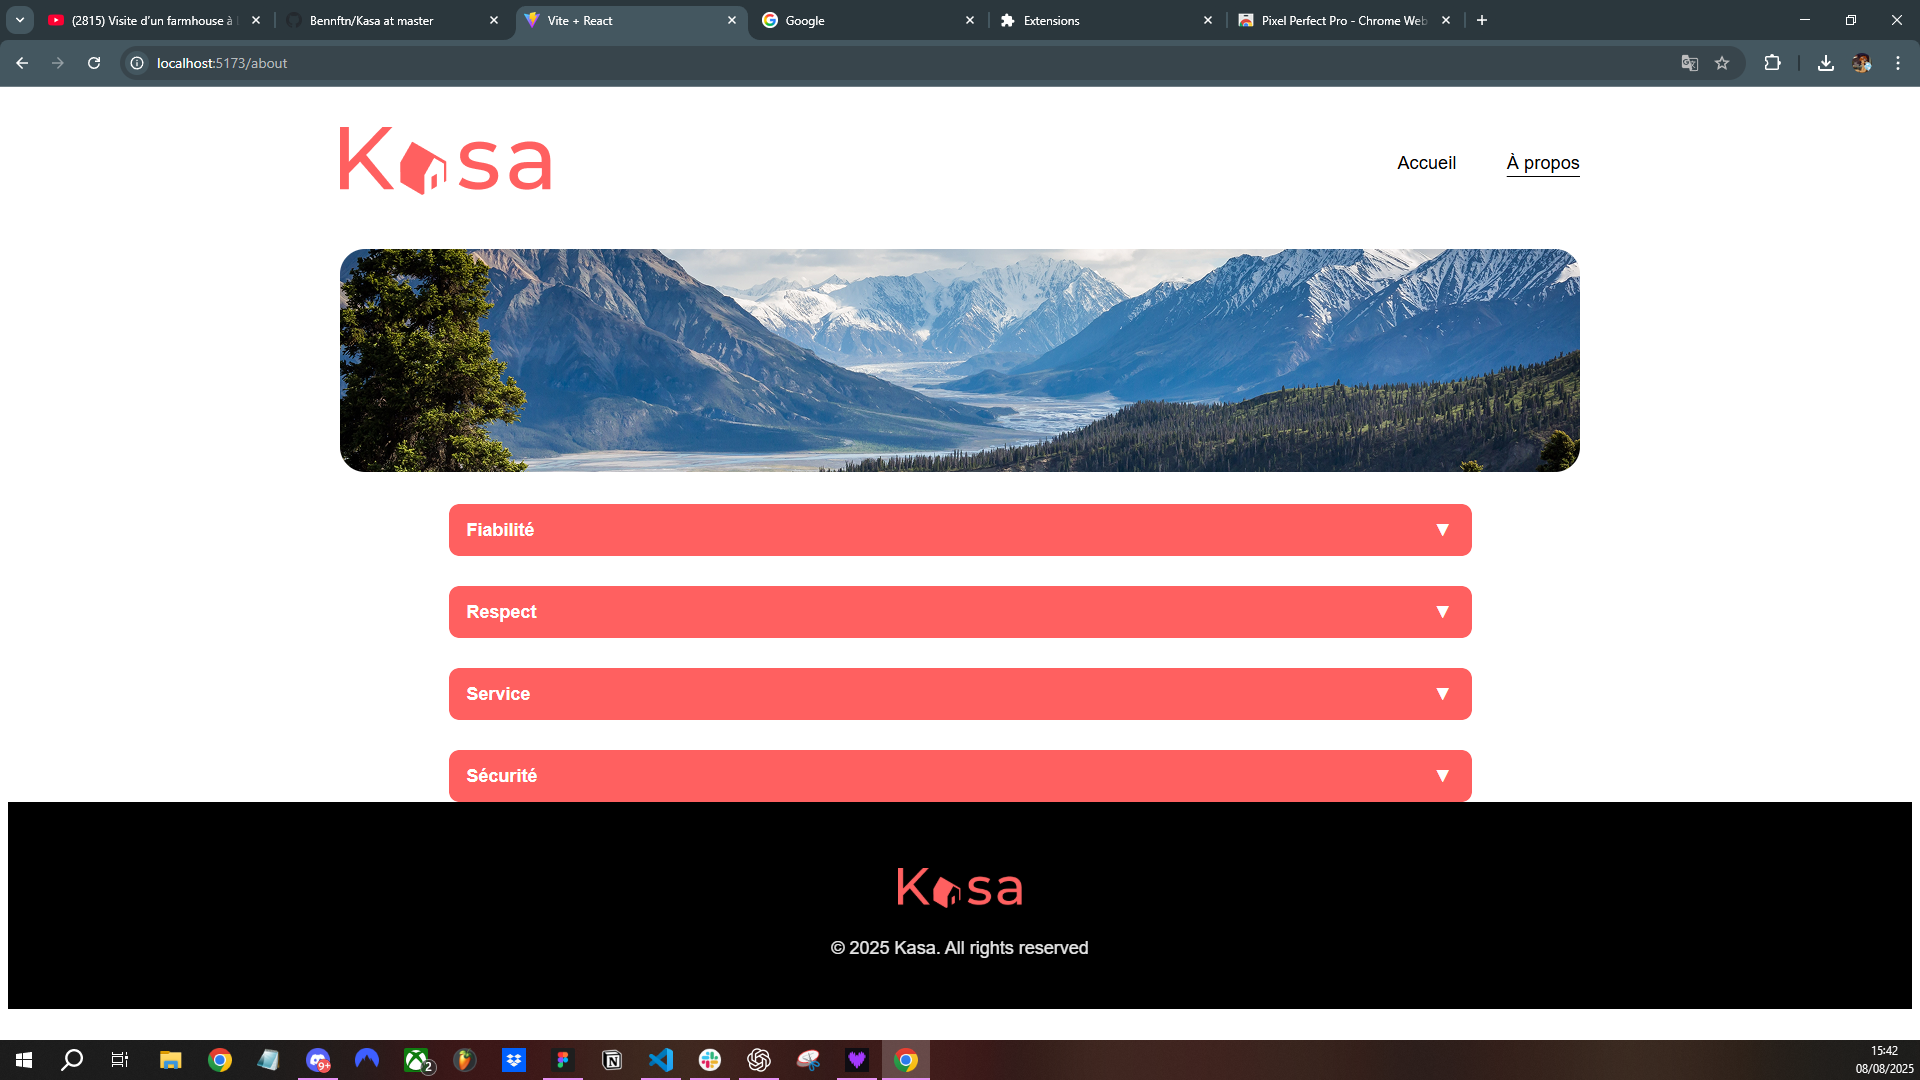 (2815) Visite d'un farmhouse à
Bennftn/Kasa at master
Vite + React
Google
Extensions
Pixel Perfect Pro - Chrome Web
localhost:5173/about
Kasa
Accueil
À propos
Fiabilité
▼
Respect
▼
Service
▼
Sécurité
▼
Kasa
© 2025 Kasa. All rights reserved
9+
2
15:42
08/08/2025